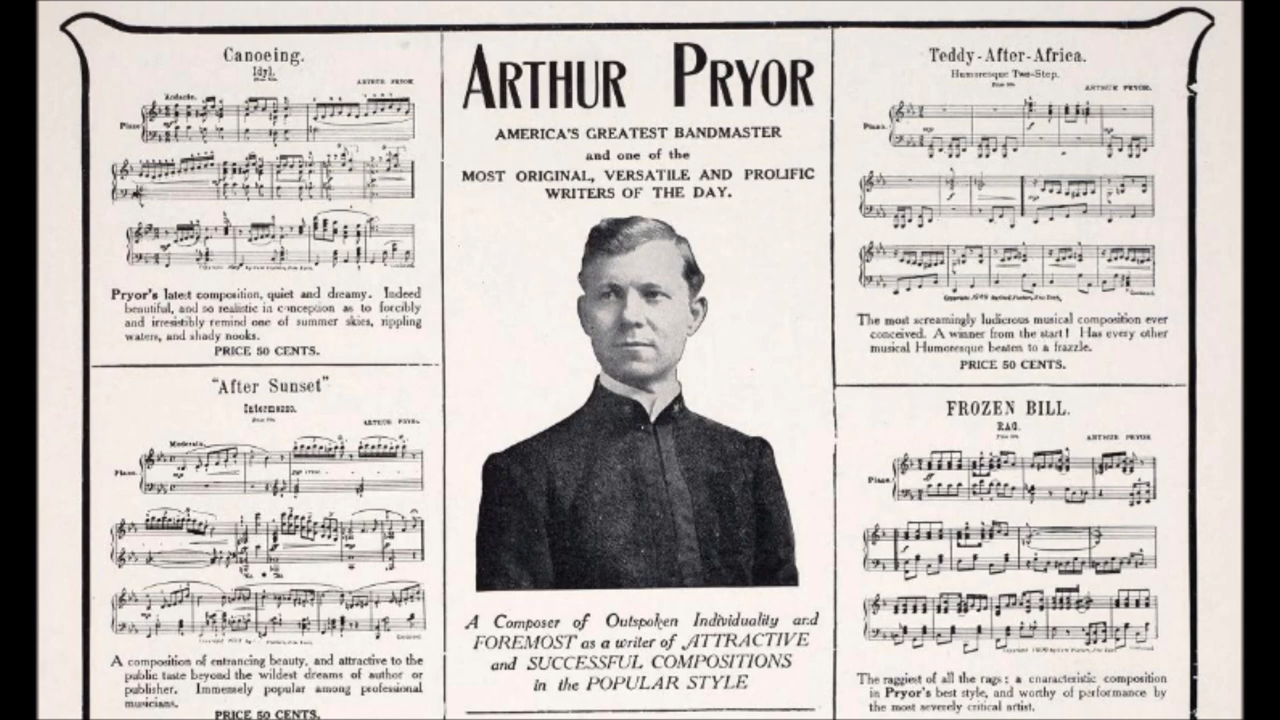 Canoeing.
Idyl.
ARTHUR PRYOR
Andante.
Piano.
Pryor's latest composition, quiet and dreamy. Indeed
beautiful, and so realistic in conception as to forcibly
and irresistibly remind one of summer skies, rippling
waters, and shady nooks.
PRICE 50 CENTS.
"After Sunset"
Intermezzo.
ARTHUR PRYOR
Moderato.
Piano.
A composition of entrancing beauty, and attractive to the
public taste beyond the wildest dreams of author or
publisher. Immensely popular among professional
musicians.
PRICE 50 CENTS.
ARTHUR PRYOR
AMERICA'S GREATEST BANDMASTER
and one of the
MOST ORIGINAL, VERSATILE AND PROLIFIC
WRITERS OF THE DAY.
A Composer of Outspoken Individuality and
FOREMOST as a writer of ATTRACTIVE
and SUCCESSFUL COMPOSITIONS
in the POPULAR STYLE
Teddy-After-Africa.
Humoresque Two-Step.
ARTHUR PRYOR.
Piano.
The most screamingly ludicrous musical composition ever
conceived. A winner from the start! Has every other
musical Humoresque beaten to a frazzle.
PRICE 50 CENTS.
FROZEN BILL.
RAG.
ARTHUR PRYOR
Piano.
The raggiest of all the rags: a characteristic composition
in Pryor's best style, and worthy of performance by
the most severely critical artist.